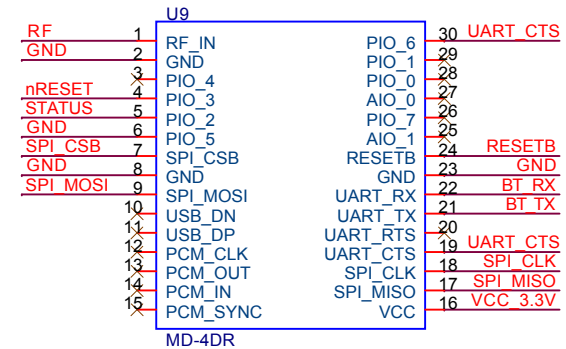 U9
RF 1 RF_IN PIO_6 30 UART_CTS
GND 2 GND PIO_1 29
3 PIO_4 PIO_0 28
nRESET 4 PIO_3 AIO_0 27
STATUS 5 PIO_2 PIO_7 26
GND 6 PIO_5 AIO_1 25
SPI_CSB 7 SPI_CSB RESETB 24 RESETB
GND 8 GND GND 23 GND
SPI_MOSI 9 SPI_MOSI UART_RX 22 BT_RX
10 USB_DN UART_TX 21 BT_TX
11 USB_DP UART_RTS 20
12 PCM_CLK UART_CTS 19 UART_CTS
13 PCM_OUT SPI_CLK 18 SPI_CLK
14 PCM_IN SPI_MISO 17 SPI_MISO
15 PCM_SYNC VCC 16 VCC_3.3V
MD-4DR